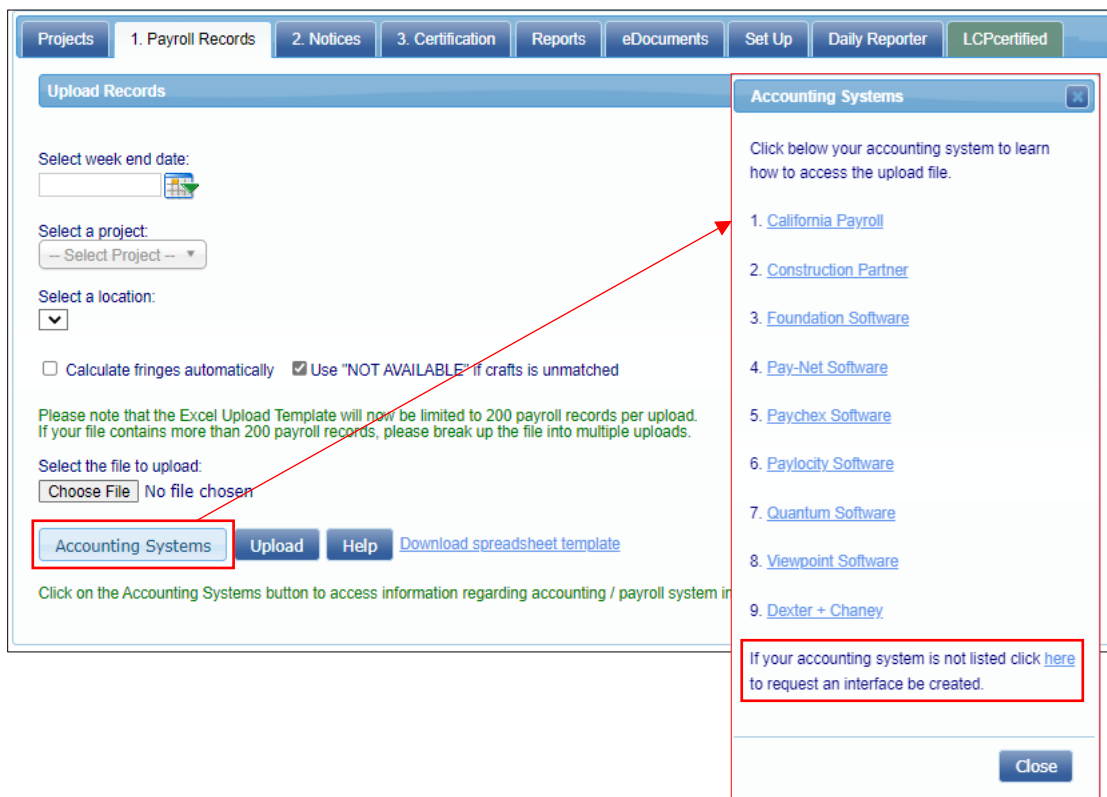 Projects
1. Payroll Records
2. Notices
3. Certification
Reports
eDocuments
Set Up
Daily Reporter
LCPcertified
Upload Records
Select week end date:
Select a project:
-- Select Project --
Select a location:
Calculate fringes automatically
Use "NOT AVAILABLE" if crafts is unmatched
Please note that the Excel Upload Template will now be limited to 200 payroll records per upload.
If your file contains more than 200 payroll records, please break up the file into multiple uploads.
Select the file to upload:
Choose File No file chosen
Accounting Systems
Upload
Help
Download spreadsheet template
Click on the Accounting Systems button to access information regarding accounting / payroll system in
Accounting Systems
Click below your accounting system to learn
how to access the upload file.
1. California Payroll
2. Construction Partner
3. Foundation Software
4. Pay-Net Software
5. Paychex Software
6. Paylocity Software
7. Quantum Software
8. Viewpoint Software
9. Dexter + Chaney
If your accounting system is not listed click here
to request an interface be created.
Close